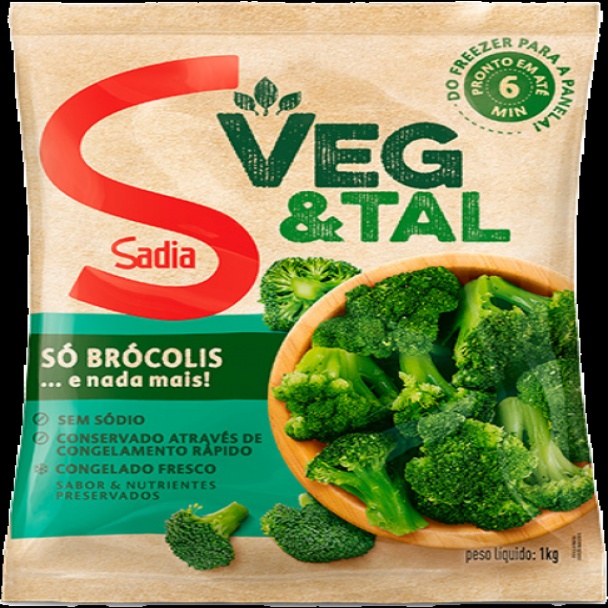 DO FREEZER PARA A PANELA!
PRONTO EM ATÉ
6
MIN
VEG
&TAL
S
Sadia
SÓ BRÓCOLIS
... e nada mais!
SEM SÓDIO
CONSERVADO ATRAVÉS DE
CONGELAMENTO RÁPIDO
CONGELADO FRESCO
SABOR & NUTRIENTES
PRESERVADOS
peso líquido: 1kg